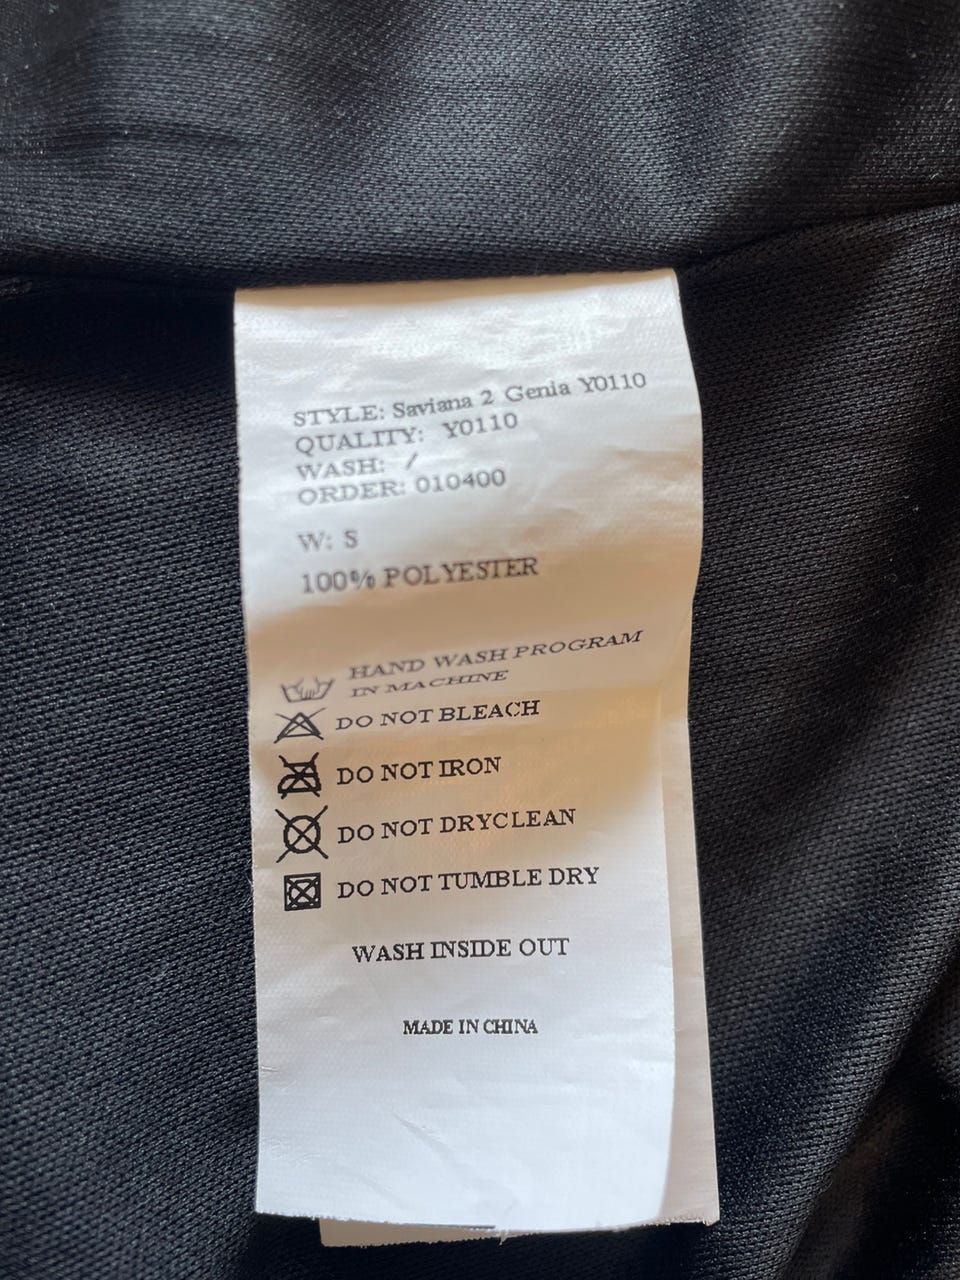 STYLE: Saviana 2 Genia Y0110
QUALITY: Y0110
WASH: /
ORDER: 010400
W: S
100% POLYESTER
HAND WASH PROGRAM
IN MACHINE
DO NOT BLEACH
DO NOT IRON
DO NOT DRYCLEAN
DO NOT TUMBLE DRY
WASH INSIDE OUT
MADE IN CHINA